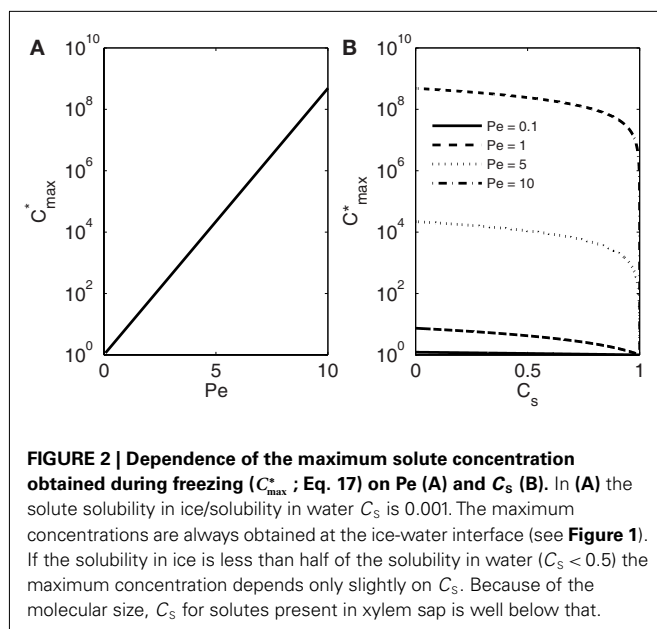 A
B
10^10
10^8
10^6
10^4
10^2
10^0
C*max
0
5
10
Pe
10^10
10^8
10^6
10^4
10^2
10^0
C*max
Pe = 0.1
Pe = 1
Pe = 5
Pe = 10
0
0.5
1
C_s
FIGURE 2 | Dependence of the maximum solute concentration
obtained during freezing (C*max ; Eq. 17) on Pe (A) and C_s (B). In (A) the
solute solubility in ice/solubility in water C_s is 0.001. The maximum
concentrations are always obtained at the ice-water interface (see Figure 1).
If the solubility in ice is less than half of the solubility in water (C_s < 0.5) the
maximum concentration depends only slightly on C_s. Because of the
molecular size, C_s for solutes present in xylem sap is well below that.